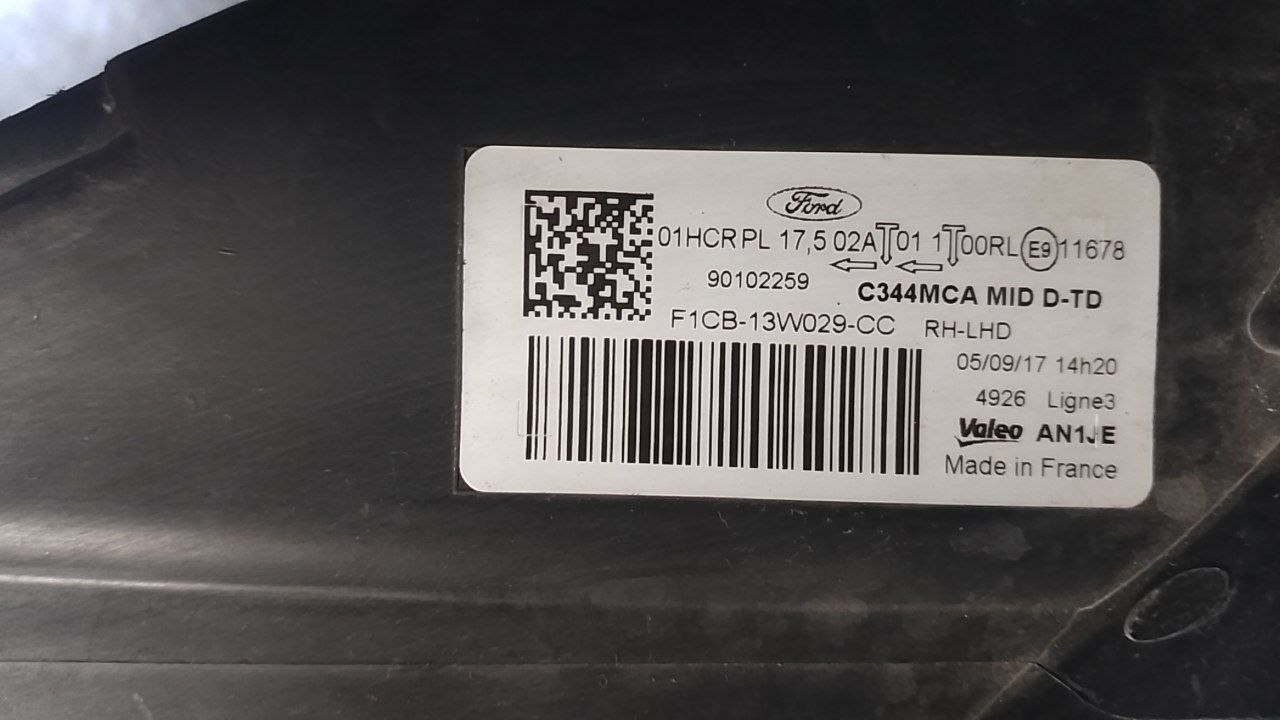 Ford
01HCR PL 17,5 02A 01 1 00RL E9 11678
90102259
C344MCA MID D-TD
F1CB-13W029-CC RH-LHD
05/09/17 14h20
4926 Ligne3
Valeo AN1JE
Made in France